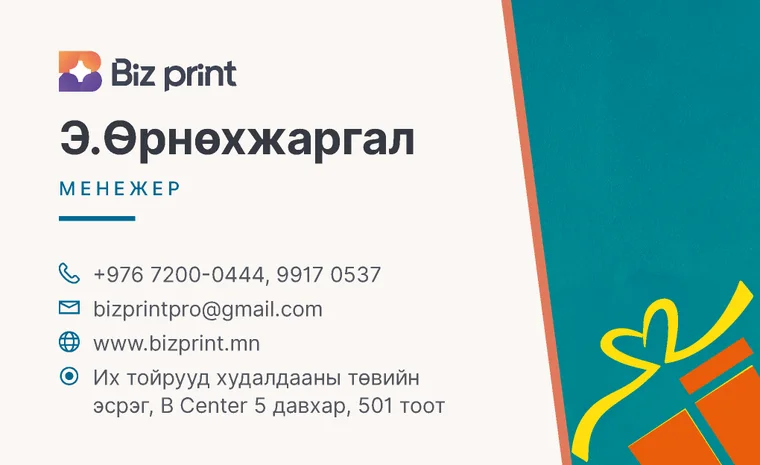 Biz print
Э.Өрнөхжаргал
МЕНЕЖЕР
+976 7200-0444, 9917 0537
bizprintpro@gmail.com
www.bizprint.mn
Их тойрууд худалдааны төвийн
эсрэг, B Center 5 давхар, 501 тоот